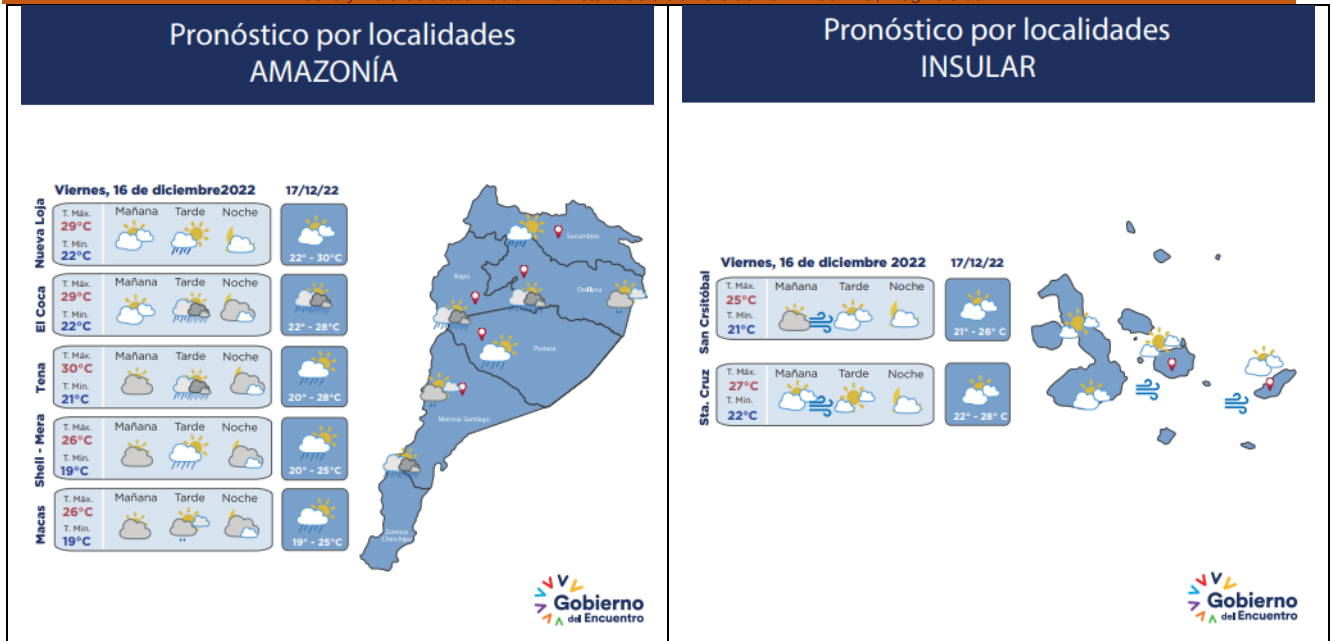 Pronóstico por localidades
AMAZONÍA
Viernes, 16 de diciembre2022
17/12/22
Nueva Loja
T. Máx.
29°C
T. Min.
22°C
Mañana
Tarde
Noche
22° - 30°C
El Coca
T. Máx.
29°C
T. Min.
22°C
Mañana
Tarde
Noche
22° - 28°C
Tena
T. Máx.
30°C
T. Min.
21°C
Mañana
Tarde
Noche
20° - 28°C
Shell - Mera
T. Máx.
26°C
T. Min.
19°C
Mañana
Tarde
Noche
20° - 25°C
Macas
T. Máx.
26°C
T. Min.
19°C
Mañana
Tarde
Noche
19° - 25°C
Sucumbíos
Napo
Orellana
Pastaza
Morona Santiago
Zamora
Chinchipe
Gobierno
del Encuentro
Pronóstico por localidades
INSULAR
Viernes, 16 de diciembre 2022
17/12/22
San Crsitóbal
T. Máx.
25°C
T. Min.
21°C
Mañana
Tarde
Noche
21° - 26° C
Sta. Cruz
T. Máx.
27°C
T. Min.
22°C
Mañana
Tarde
Noche
22° - 28° C
Gobierno
del Encuentro